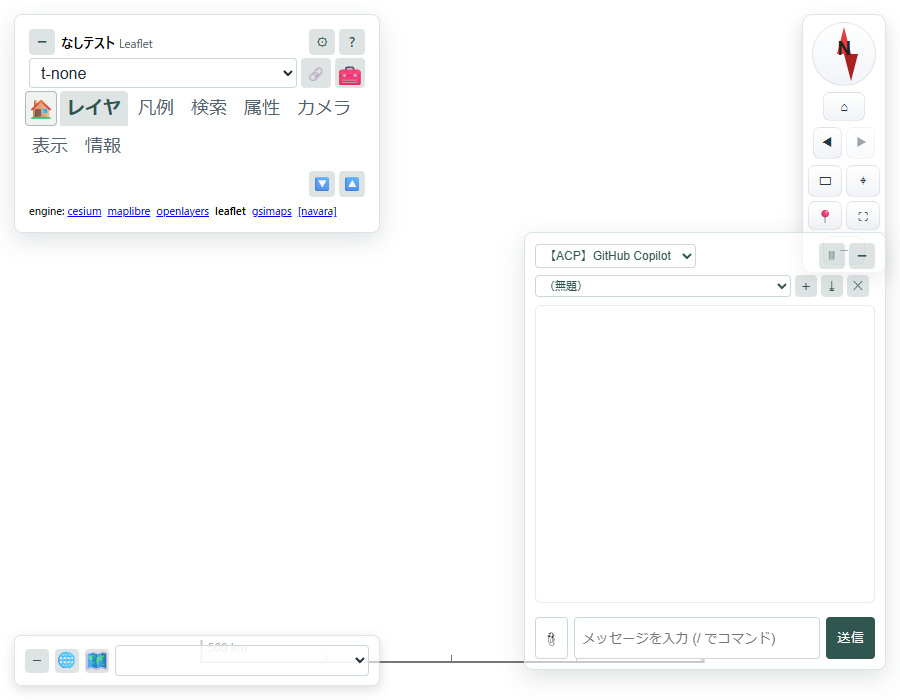 なしテスト Leaflet
?
t-none
レイヤ 凡例 検索 属性 カメラ
表示 情報
engine: cesium maplibre openlayers leaflet gsimaps [navara]
N
【ACP】GitHub Copilot
（無題）
メッセージを入力 (/ でコマンド)
送信
500 km